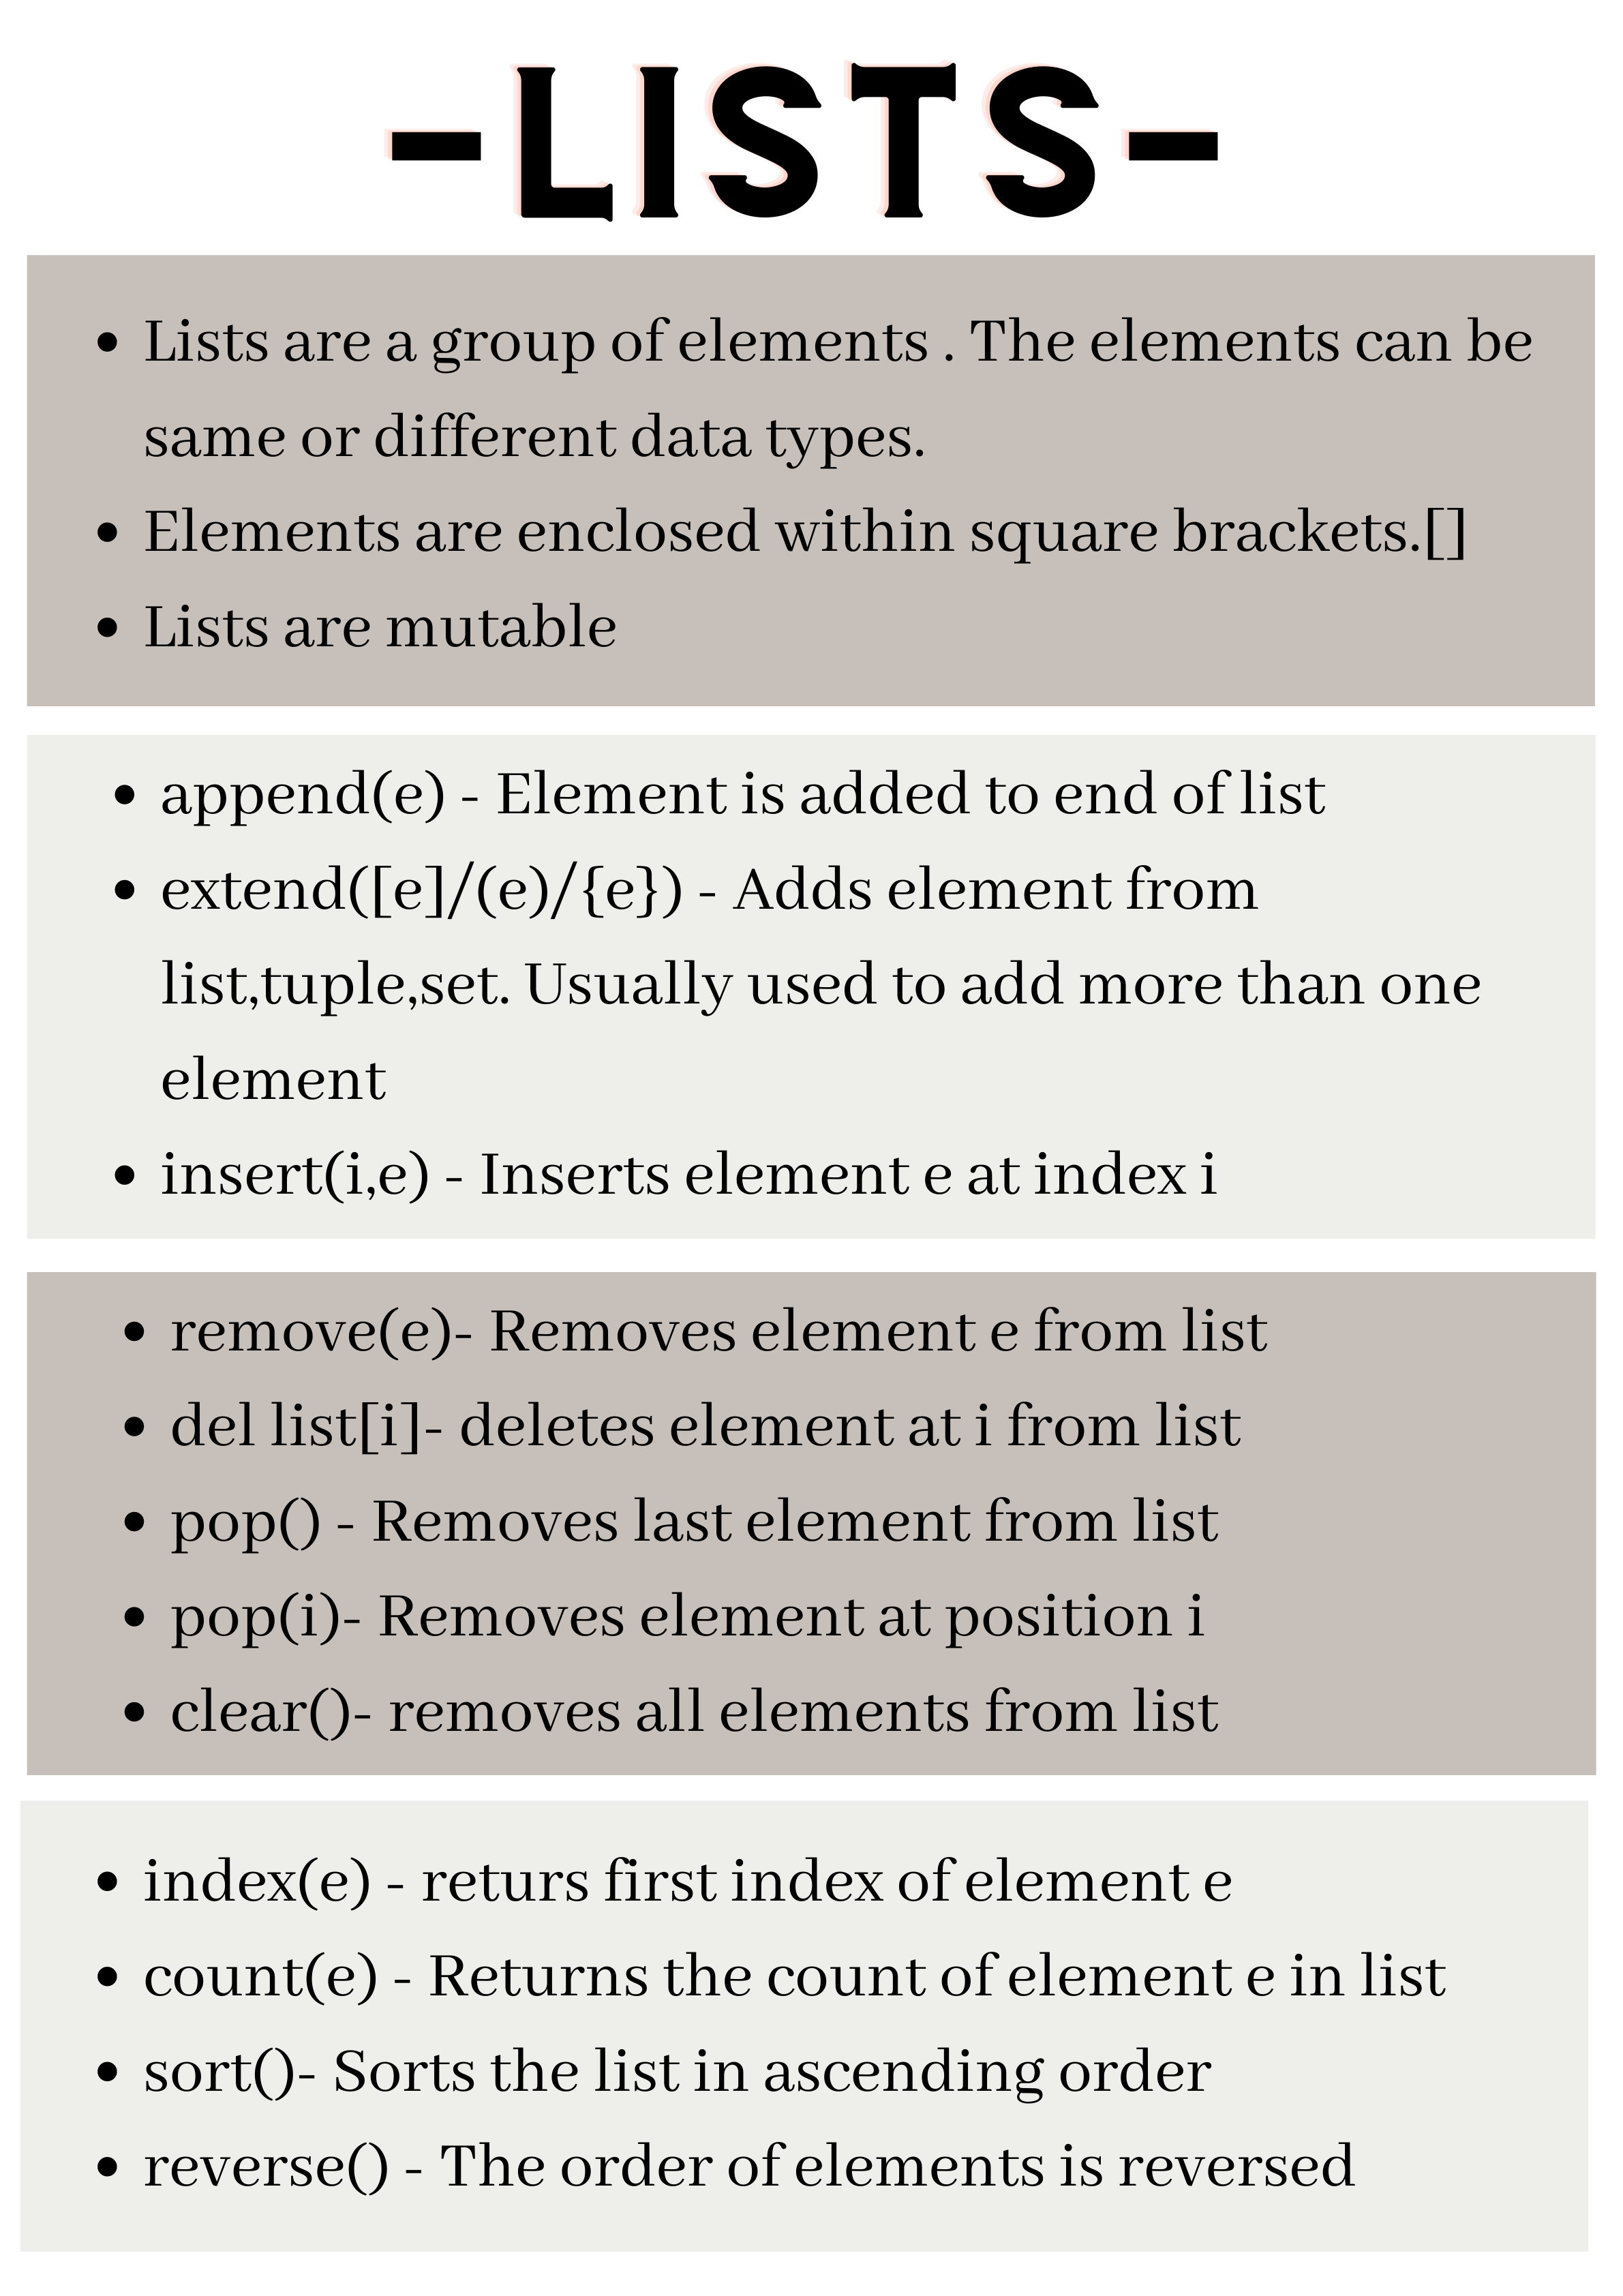 -LISTS-
• Lists are a group of elements . The elements can be
same or different data types.
• Elements are enclosed within square brackets.[]
• Lists are mutable
• append(e) - Element is added to end of list
• extend([e]/(e)/{e}) - Adds element from
list,tuple,set. Usually used to add more than one
element
• insert(i,e) - Inserts element e at index i
• remove(e)- Removes element e from list
• del list[i]- deletes element at i from list
• pop() - Removes last element from list
• pop(i)- Removes element at position i
• clear()- removes all elements from list
• index(e) - returs first index of element e
• count(e) - Returns the count of element e in list
• sort()- Sorts the list in ascending order
• reverse() - The order of elements is reversed